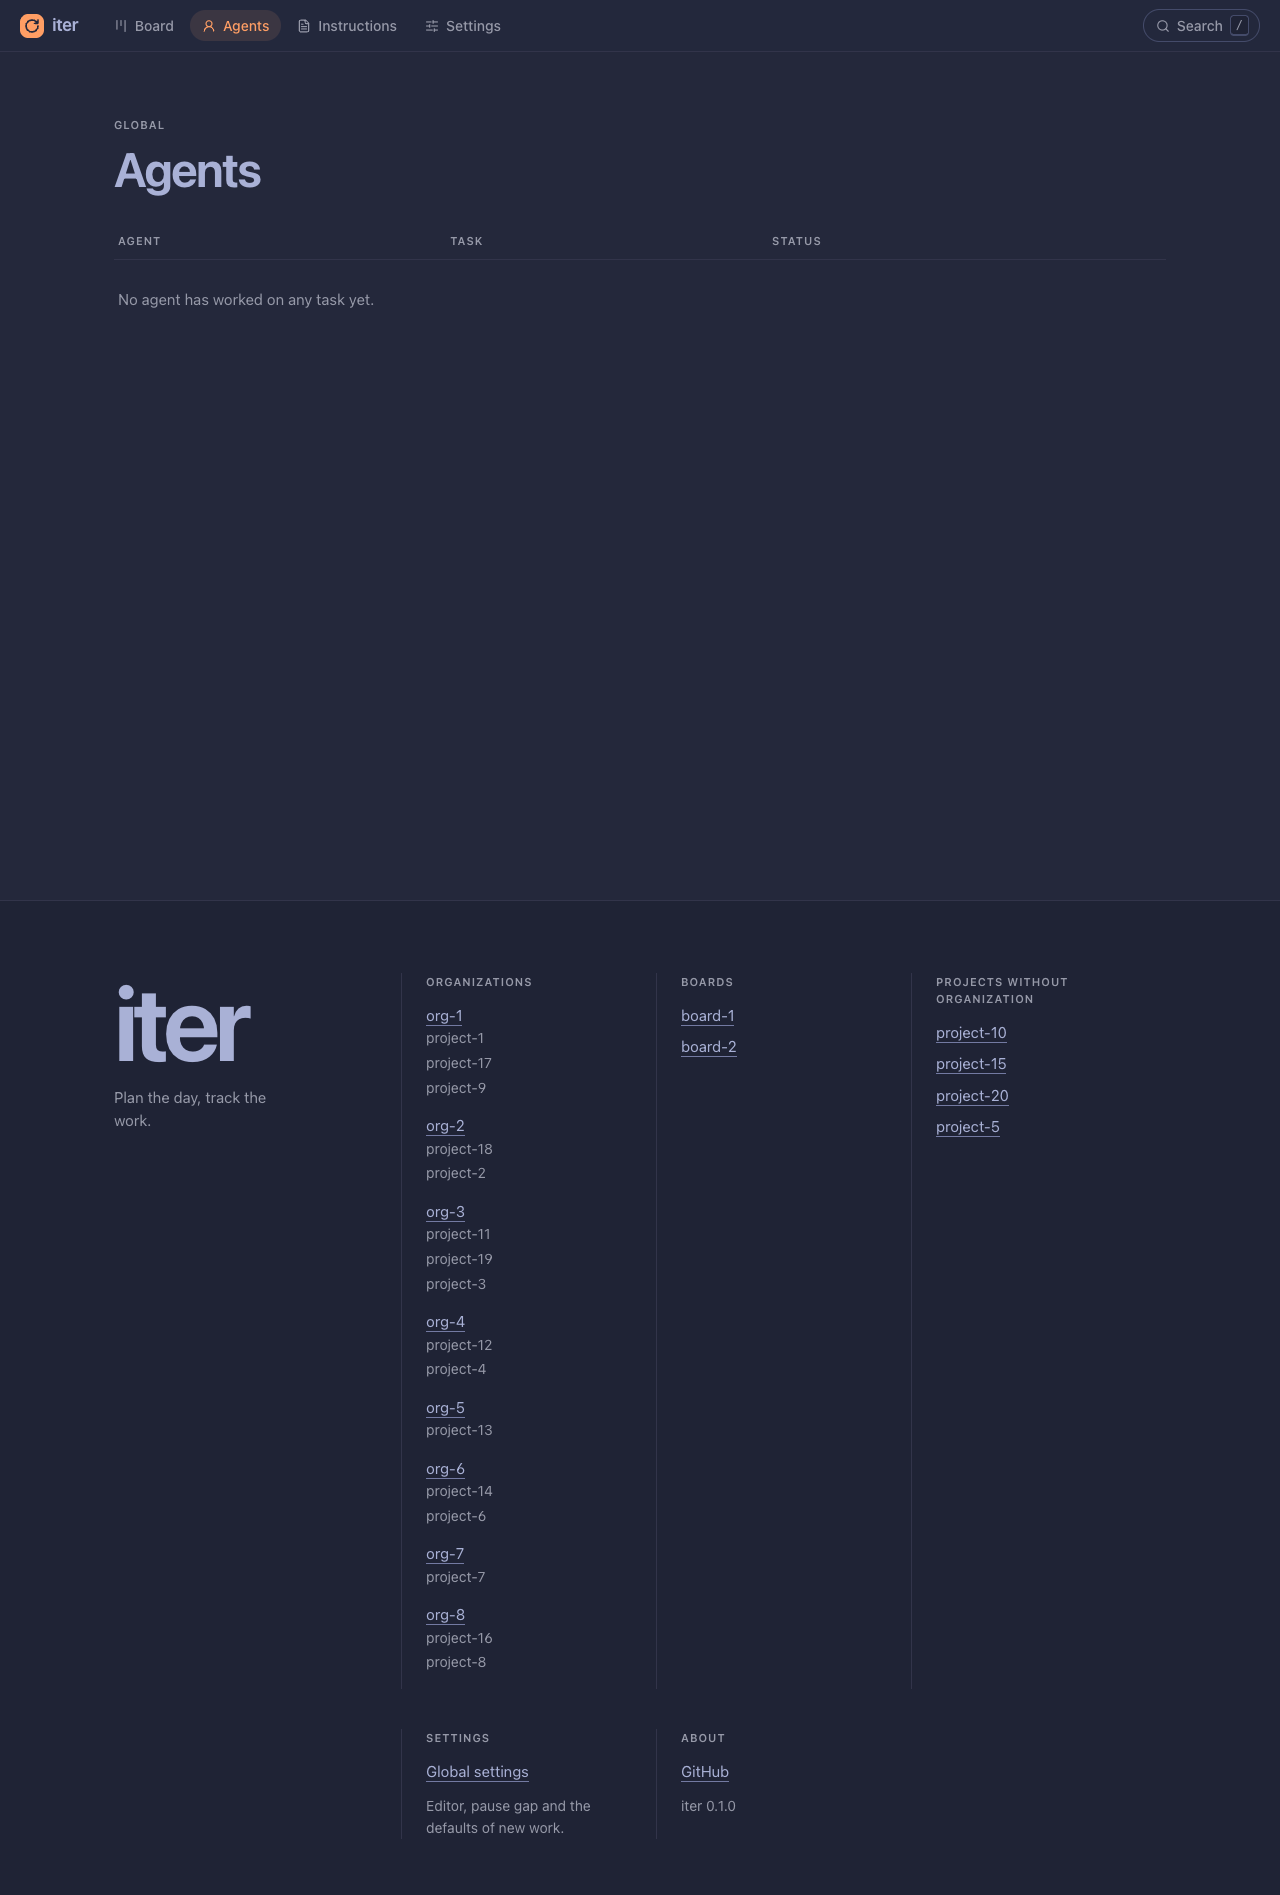 iter
Board
Agents
Instructions
Settings
Search /
GLOBAL
Agents
AGENT TASK STATUS
No agent has worked on any task yet.
iter
Plan the day, track the
work.
ORGANIZATIONS
org-1
project-1
project-17
project-9
org-2
project-18
project-2
org-3
project-11
project-19
project-3
org-4
project-12
project-4
org-5
project-13
org-6
project-14
project-6
org-7
project-7
org-8
project-16
project-8
BOARDS
board-1
board-2
PROJECTS WITHOUT
ORGANIZATION
project-10
project-15
project-20
project-5
SETTINGS
Global settings
Editor, pause gap and the
defaults of new work.
ABOUT
GitHub
iter 0.1.0